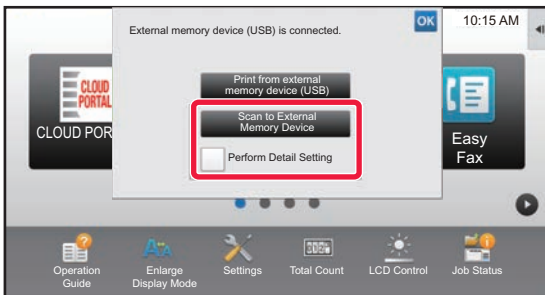 External memory device (USB) is connected.
OK
10:15 AM
Print from external
memory device (USB)
Scan to External
Memory Device
Perform Detail Setting
CLOUD
PORTAL
CLOUD POR
Easy
Fax
Operation
Guide
Enlarge
Display Mode
Settings
Total Count
LCD Control
Job Status